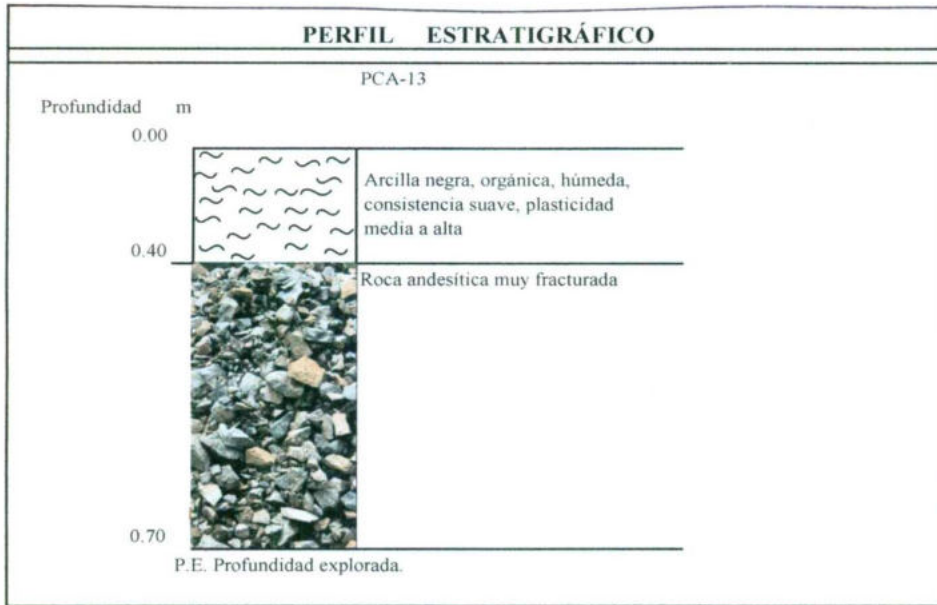 PERFIL ESTRATIGRÁFICO
PCA-13
Profundidad m
0.00
Arcilla negra, orgánica, húmeda,
consistencia suave, plasticidad
media a alta
0.40
Roca andesítica muy fracturada
0.70
P.E. Profundidad explorada.